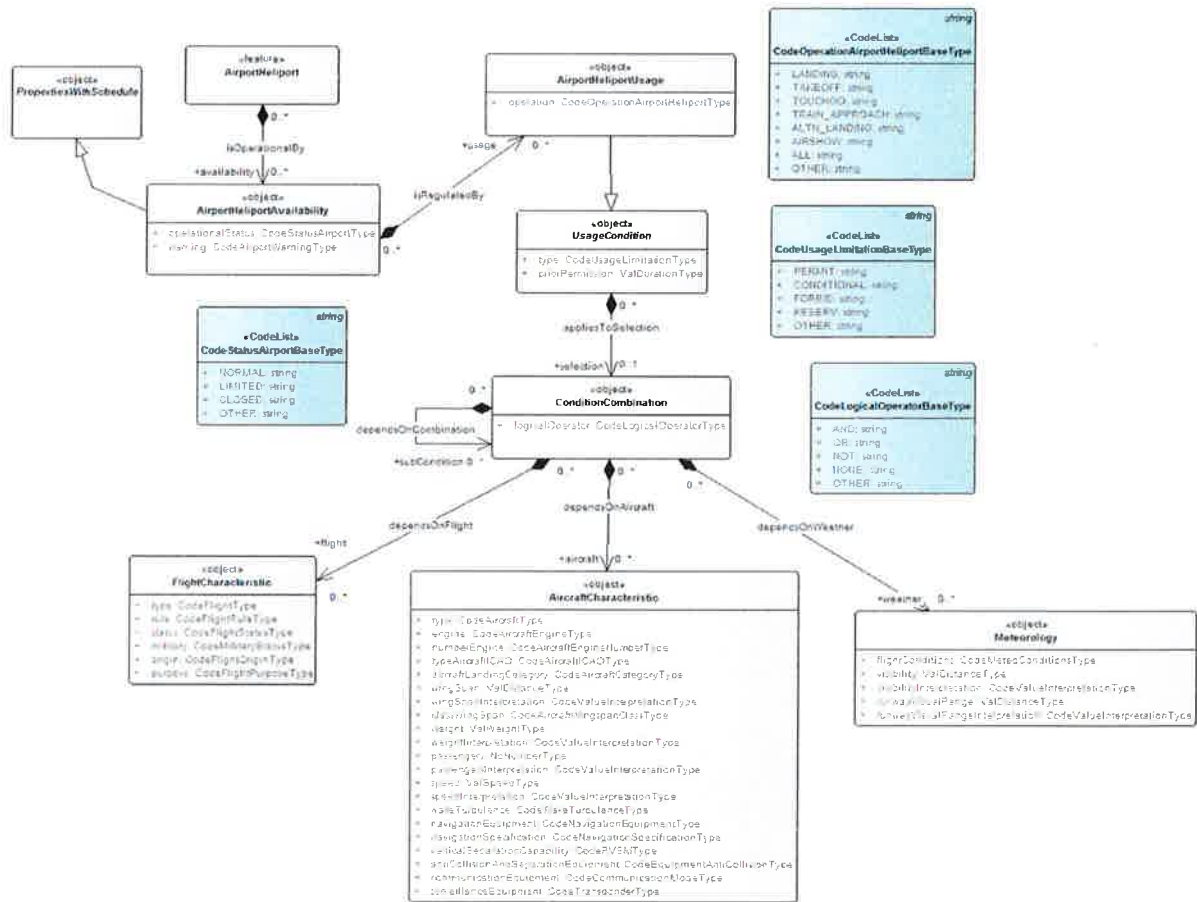 «object»
PropertiesWithSchedule
«feature»
AirportHeliport
0..*
isOperationalBy
+availability
0..*
«object»
AirportHeliportAvailability
operationalStatus: CodeStatusAirportType
warning: CodeAirportWarningType
0..*
isRegulatedBy
+usage
0..*
«object»
AirportHeliportUsage
operation: CodeOperationAirportHeliportType
«object»
UsageCondition
type: CodeUsageLimitationType
priorPermission: ValDurationType
0..*
appliesToSelection
+selection
0..1
string
«CodeList»
CodeOperationAirportHeliportBaseType
+ LANDING: string
+ TAKEOFF: string
+ TOUCHGO: string
+ TRAIN_APPROACH: string
+ ALTN_LANDING: string
+ AIRSHOW: string
+ ALL: string
+ OTHER: string
string
«CodeList»
CodeUsageLimitationBaseType
+ PERMIT: string
+ CONDITIONAL: string
+ FORBID: string
+ RESERV: string
+ OTHER: string
string
«CodeList»
CodeStatusAirportBaseType
+ NORMAL: string
+ LIMITED: string
+ CLOSED: string
+ OTHER: string
string
«CodeList»
CodeLogicalOperatorBaseType
+ AND: string
+ OR: string
+ NOT: string
+ NONE: string
+ OTHER: string
«object»
ConditionCombination
logicalOperator: CodeLogicalOperatorType
0..*
dependsOnCombination
+subCondition 0..*
0..*
0..*
0..*
dependsOnFlight
+flight
0..*
dependsOnAircraft
+aircraft
0..*
dependsOnWeather
+weather
0..*
«object»
FlightCharacteristic
+ type: CodeFlightType
+ rule: CodeFlightRuleType
+ status: CodeFlightStatusType
+ military: CodeMilitaryStatusType
+ origin: CodeFlightOriginType
+ purpose: CodeFlightPurposeType
«object»
AircraftCharacteristic
+ type: CodeAircraftType
+ engine: CodeAircraftEngineType
+ numberEngine: CodeAircraftEngineNumberType
+ typeAircraftICAO: CodeAircraftICAOType
+ aircraftLandingCategory: CodeAircraftCategoryType
+ wingSpan: ValDistanceType
+ wingSpanInterpretation: CodeValueInterpretationType
+ classWingSpan: CodeAircraftWingspanClassType
+ weight: ValWeightType
+ weightInterpretation: CodeValueInterpretationType
+ passengers: NoNumberType
+ passengersInterpretation: CodeValueInterpretationType
+ speed: ValSpeedType
+ speedInterpretation: CodeValueInterpretationType
+ wakeTurbulence: CodeWakeTurbulenceType
+ navigationEquipment: CodeNavigationEquipmentType
+ navigationSpecification: CodeNavigationSpecificationType
+ verticalSeparationCapability: CodeRVSMType
+ antiCollisionAndSeparationEquipment: CodeEquipmentAntiCollisionType
+ communicationEquipment: CodeCommunicationModeType
+ surveillanceEquipment: CodeTransponderType
«object»
Meteorology
+ flightConditions: CodeMeteoConditionsType
+ visibility: ValDistanceType
+ visibilityInterpretation: CodeValueInterpretationType
+ runwayVisualRange: ValDistanceType
+ runwayVisualRangeInterpretation: CodeValueInterpretationType